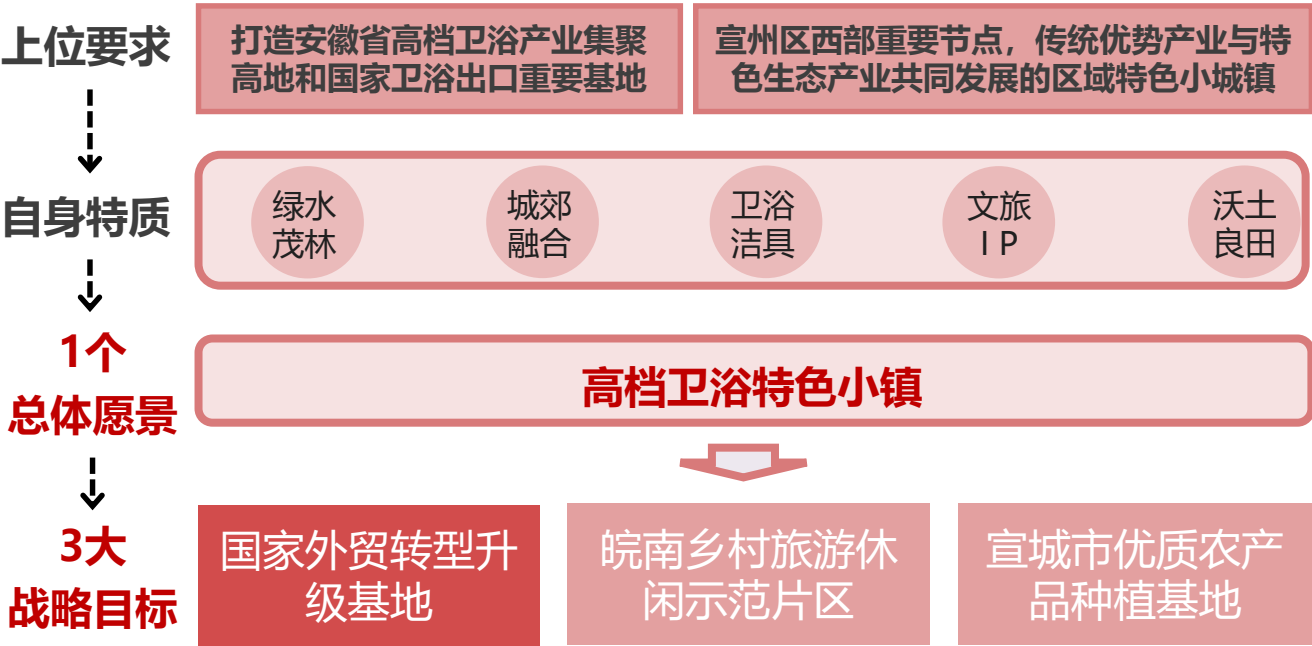 上位要求
打造安徽省高档卫浴产业集聚
高地和国家卫浴出口重要基地
宣州区西部重要节点，传统优势产业与特
色生态产业共同发展的区域特色小城镇
自身特质
绿水
茂林
城郊
融合
卫浴
洁具
文旅
I P
沃土
良田
1个
总体愿景
高档卫浴特色小镇
3大
战略目标
国家外贸转型升
级基地
皖南乡村旅游休
闲示范片区
宣城市优质农产
品种植基地